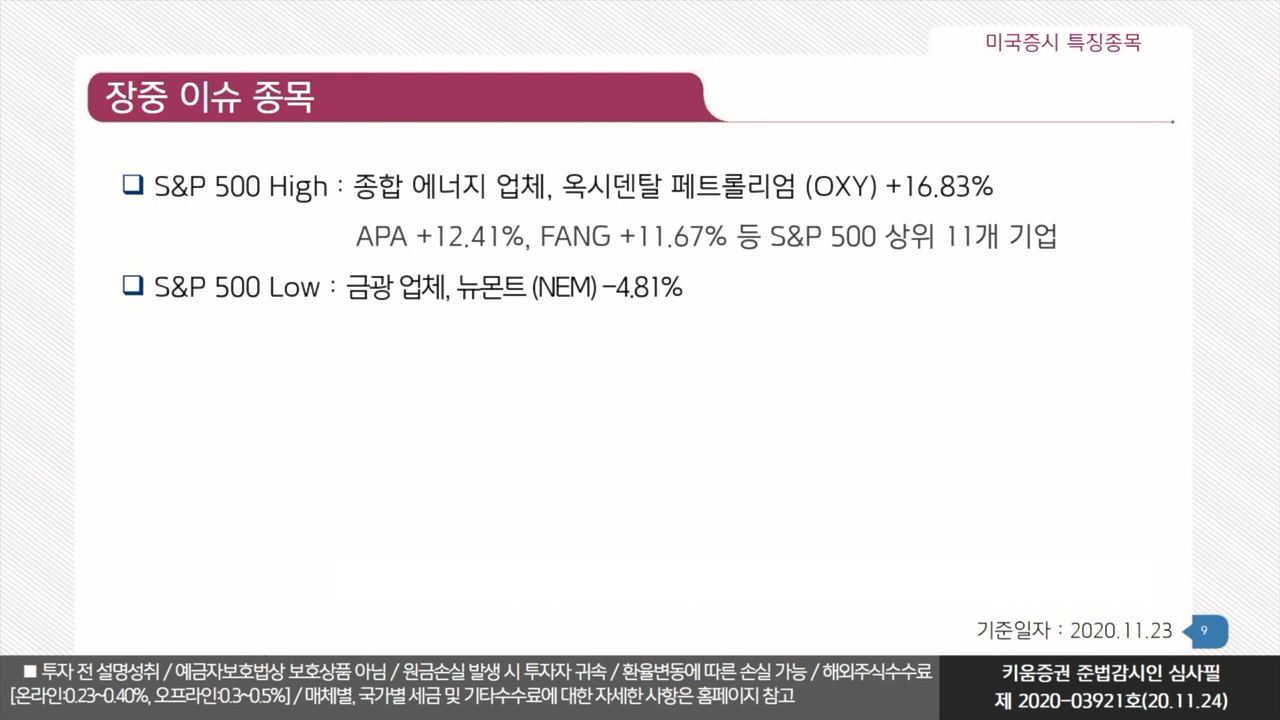 미국증시 특징종목
장중 이슈 종목
❑ S&P 500 High : 종합 에너지 업체, 옥시덴탈 페트롤리엄 (OXY) +16.83%
APA +12.41%, FANG +11.67% 등 S&P 500 상위 11개 기업
❑ S&P 500 Low : 금광 업체, 뉴몬트 (NEM) -4.81%
기준일자 : 2020.11.23
9
■ 투자 전 설명성취 / 예금자보호법상 보호상품 아님 / 원금손실 발생 시 투자자 귀속 / 환율변동에 따른 손실 가능 / 해외주식수수료
[온라인:0.23~0.40%, 오프라인:0.3~0.5%] / 매체별, 국가별 세금 및 기타수수료에 대한 자세한 사항은 홈페이지 참고
키움증권 준법감시인 심사필
제 2020-03921호(20.11.24)